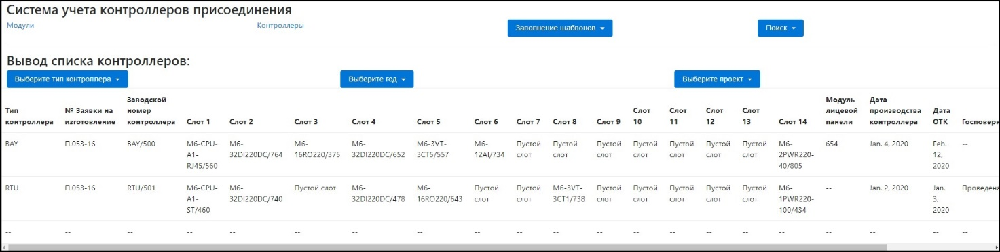 Система учета контроллеров присоединения
Модули Контроллеры Заполнение шаблонов Поиск
Вывод списка контроллеров:
Выберите тип контроллера Выберите год Выберите проект
Заводской Модуль Дата
Тип № Заявки на номер Слот Слот Слот Слот лицевой производства Дата
контроллера изготовление контроллера Слот 1 Слот 2 Слот 3 Слот 4 Слот 5 Слот 6 Слот 7 Слот 8 Слот 9 10 11 12 13 Слот 14 панели контроллера ОТК Госповерк
BAY П.053-16 BAY/500 M6-CPU- M6- M6- M6- M6-3VT- M6- Пустой Пустой Пустой Пустой Пустой Пустой Пустой M6- 654 Jan. 4, 2020 Feb. --
A1- 32DI220DC/764 16RO220/375 32DI220DC/652 3CT5/557 12AI/734 слот слот слот слот слот слот слот 2PWR220- 12,
RJ45/560 40/805 2020
RTU П.053-16 RTU/501 M6-CPU- M6- Пустой слот M6- M6- Пустой Пустой M6-3VT- Пустой Пустой Пустой Пустой Пустой M6- -- Jan. 2, 2020 Jan. Проведена
A1- 32DI220DC/740 32DI220DC/478 16RO220/643 слот слот 3CT1/738 слот слот слот слот слот 1PWR220- 3,
ST/460 100/434 2020
-- -- -- -- -- -- -- -- -- -- -- -- -- -- -- -- -- -- -- -- --